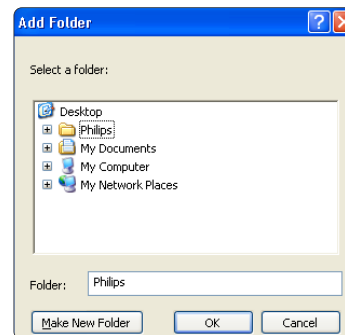 Add Folder
Select a folder:
Desktop
Philips
My Documents
My Computer
My Network Places
Folder: Philips
Make New Folder OK Cancel